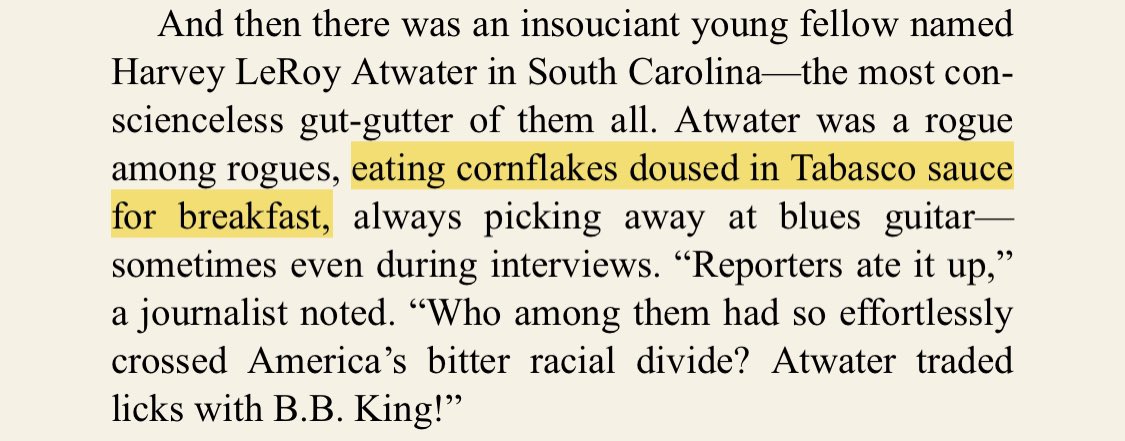 And then there was an insouciant young fellow named
Harvey LeRoy Atwater in South Carolina—the most con-
scienceless gut-gutter of them all. Atwater was a rogue
among rogues, eating cornflakes doused in Tabasco sauce
for breakfast, always picking away at blues guitar—
sometimes even during interviews. “Reporters ate it up,”
a journalist noted. “Who among them had so effortlessly
crossed America’s bitter racial divide? Atwater traded
licks with B.B. King!”